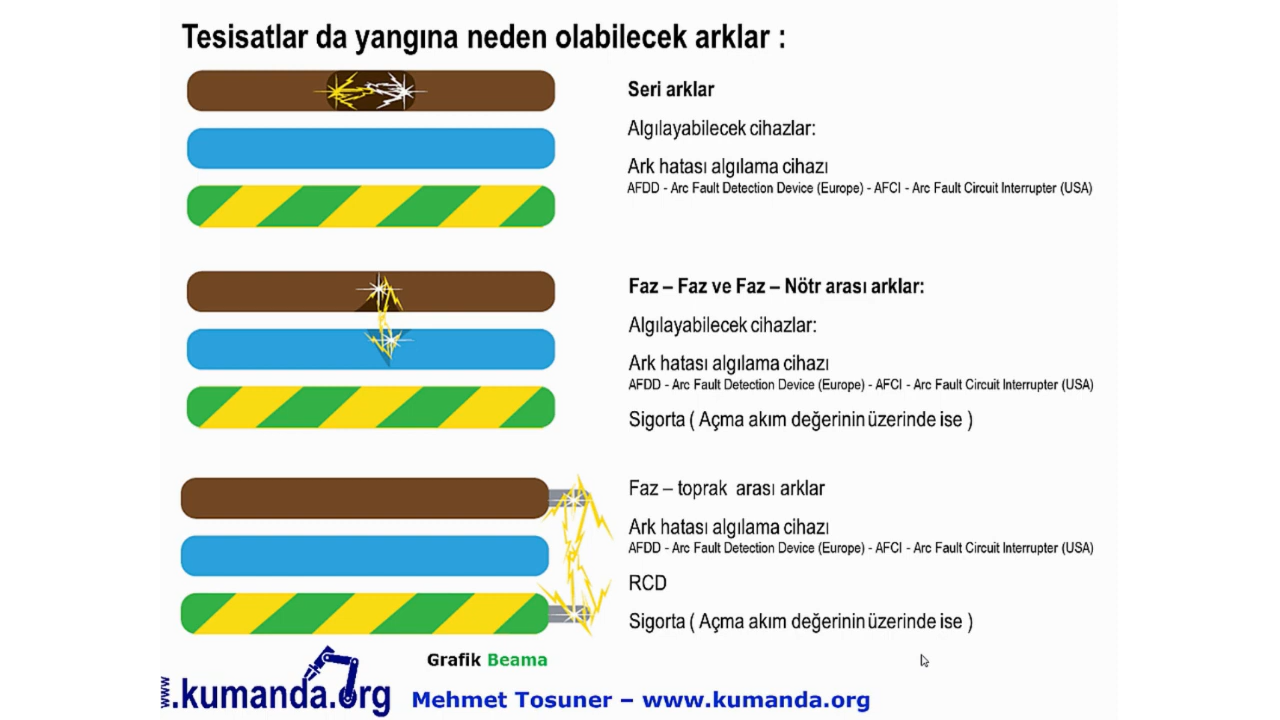 Tesisatlar da yangına neden olabilecek arklar :
Seri arklar
Algılayabilecek cihazlar:
Ark hatası algılama cihazı
AFDD - Arc Fault Detection Device (Europe) - AFCI - Arc Fault Circuit Interrupter (USA)
Faz – Faz ve Faz – Nötr arası arklar:
Algılayabilecek cihazlar:
Ark hatası algılama cihazı
AFDD - Arc Fault Detection Device (Europe) - AFCI - Arc Fault Circuit Interrupter (USA)
Sigorta ( Açma akım değerinin üzerinde ise )
Faz – toprak arası arklar
Ark hatası algılama cihazı
AFDD - Arc Fault Detection Device (Europe) - AFCI - Arc Fault Circuit Interrupter (USA)
RCD
Sigorta ( Açma akım değerinin üzerinde ise )
Grafik Beama
www.kumanda.org
Mehmet Tosuner – www.kumanda.org